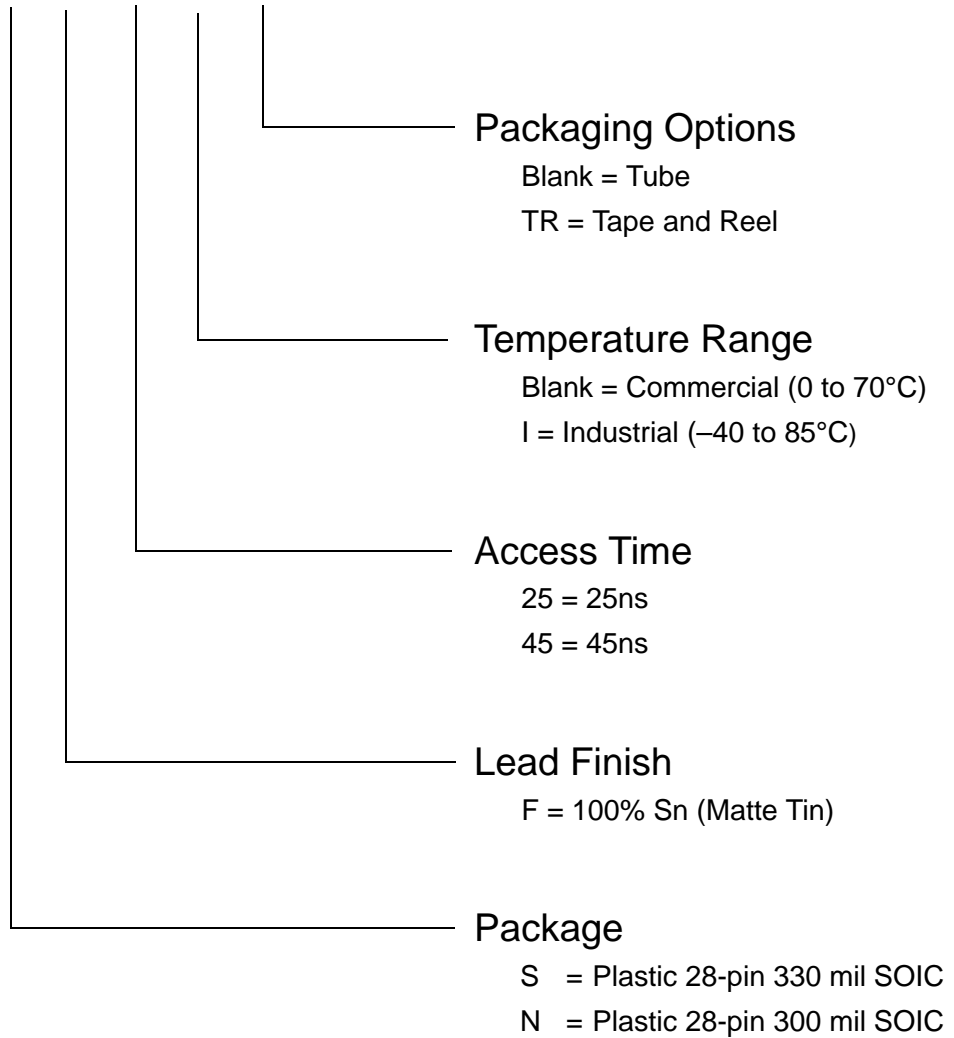 Packaging Options
Blank = Tube
TR = Tape and Reel
Temperature Range
Blank = Commercial (0 to 70°C)
I = Industrial (–40 to 85°C)
Access Time
25 = 25ns
45 = 45ns
Lead Finish
F = 100% Sn (Matte Tin)
Package
S = Plastic 28-pin 330 mil SOIC
N = Plastic 28-pin 300 mil SOIC